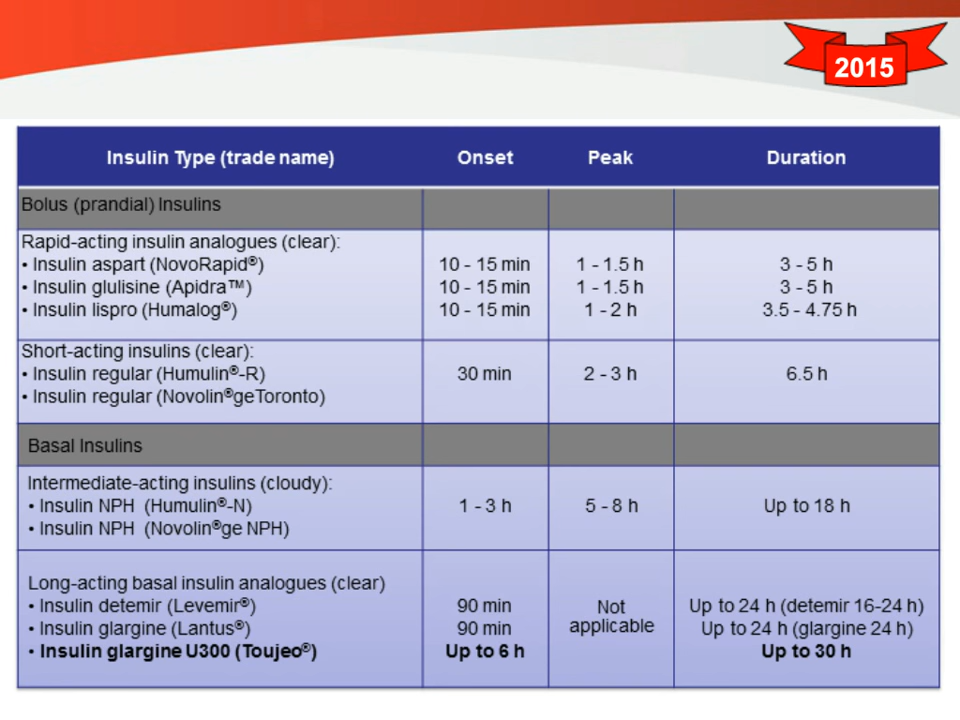 2015
Insulin Type (trade name) Onset Peak Duration
Bolus (prandial) Insulins
Rapid-acting insulin analogues (clear):
• Insulin aspart (NovoRapid®) 10 - 15 min 1 - 1.5 h 3 - 5 h
• Insulin glulisine (Apidra™) 10 - 15 min 1 - 1.5 h 3 - 5 h
• Insulin lispro (Humalog®) 10 - 15 min 1 - 2 h 3.5 - 4.75 h
Short-acting insulins (clear):
• Insulin regular (Humulin®-R) 30 min 2 - 3 h 6.5 h
• Insulin regular (Novolin®geToronto)
Basal Insulins
Intermediate-acting insulins (cloudy):
• Insulin NPH (Humulin®-N) 1 - 3 h 5 - 8 h Up to 18 h
• Insulin NPH (Novolin®ge NPH)
Long-acting basal insulin analogues (clear)
• Insulin detemir (Levemir®) 90 min Not Up to 24 h (detemir 16-24 h)
• Insulin glargine (Lantus®) 90 min applicable Up to 24 h (glargine 24 h)
• Insulin glargine U300 (Toujeo®) Up to 6 h Up to 30 h